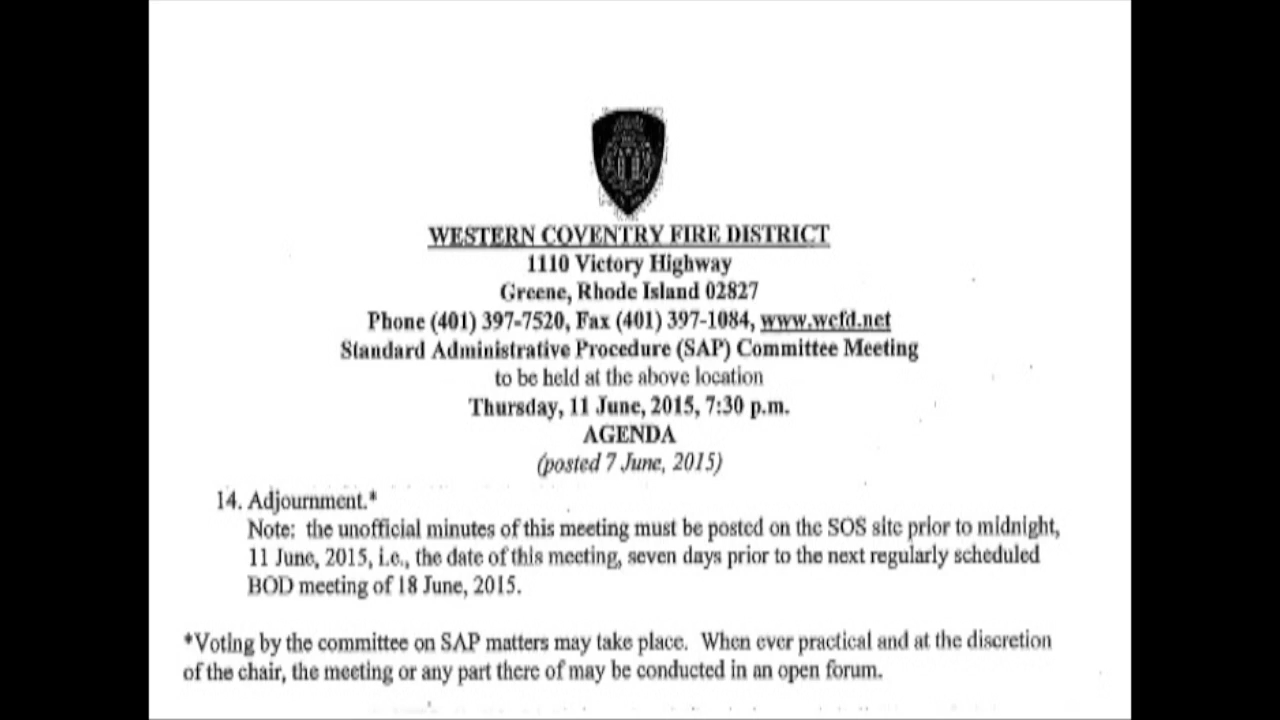 WESTERN COVENTRY FIRE DISTRICT
1110 Victory Highway
Greene, Rhode Island 02827
Phone (401) 397-7520, Fax (401) 397-1084, www.wcfd.net
Standard Administrative Procedure (SAP) Committee Meeting
to be held at the above location
Thursday, 11 June, 2015, 7:30 p.m.
AGENDA
(posted 7 June, 2015)
14. Adjournment.*
Note: the unofficial minutes of this meeting must be posted on the SOS site prior to midnight,
11 June, 2015, i.e., the date of this meeting, seven days prior to the next regularly scheduled
BOD meeting of 18 June, 2015.
*Voting by the committee on SAP matters may take place. When ever practical and at the discretion
of the chair, the meeting or any part there of may be conducted in an open forum.